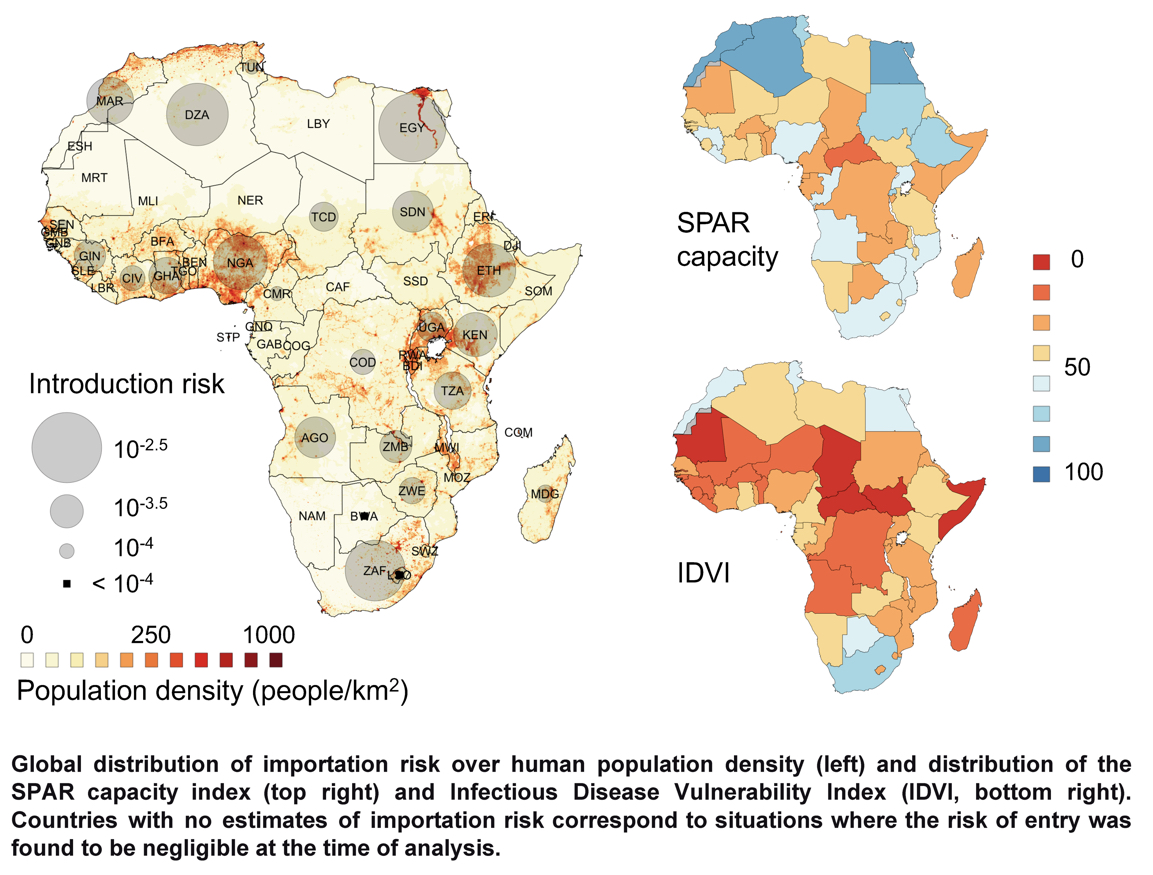 TUN
MAR
DZA
LBY
EGY
ESH
MRT
MLI
NER
TCD
SDN
ERI
SEN
GMB
GNB
BFA
DJI
GIN
BEN
NGA
ETH
SLE
CIV
GHA
TGO
LBR
CMR
CAF
SSD
SOM
STP
GNQ
UGA
KEN
GAB
COG
RWA
COD
BDI
TZA
AGO
ZMB
MWI
COM
MOZ
ZWE
MDG
NAM
BWA
SWZ
ZAF
Introduction risk
10-2.5
10-3.5
10-4
< 10-4
0 250 1000
Population density (people/km2)
SPAR
capacity
IDVI
0
50
100
Global distribution of importation risk over human population density (left) and distribution of the
SPAR capacity index (top right) and Infectious Disease Vulnerability Index (IDVI, bottom right).
Countries with no estimates of importation risk correspond to situations where the risk of entry was
found to be negligible at the time of analysis.